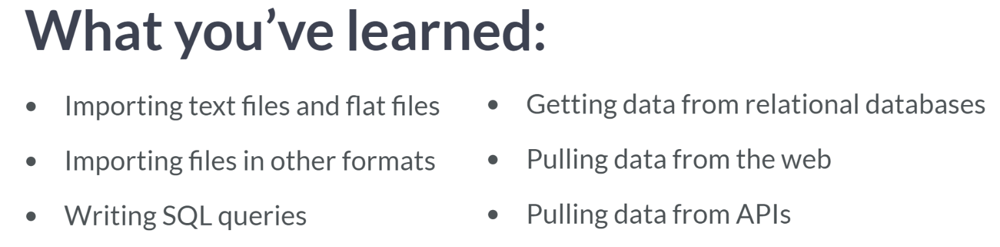 What you’ve learned:
• Importing text files and flat files
• Importing files in other formats
• Writing SQL queries
• Getting data from relational databases
• Pulling data from the web
• Pulling data from APIs